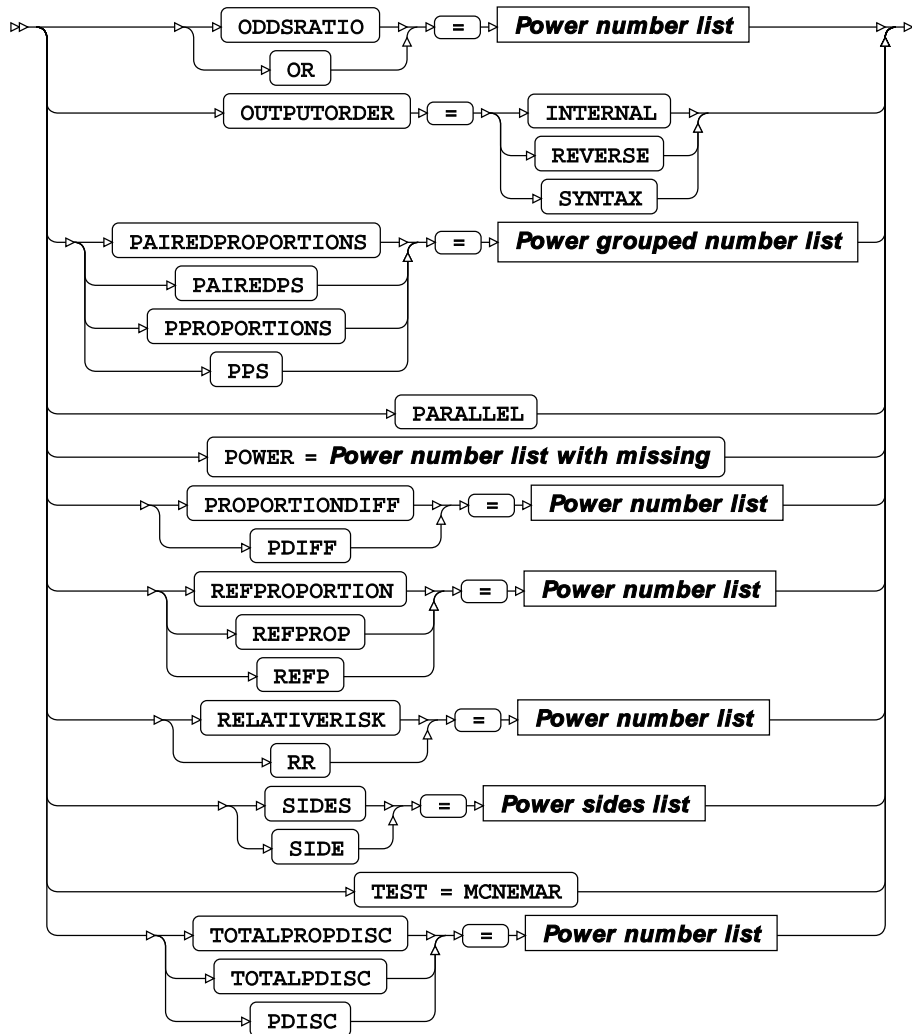 ODDSRATIO = Power number list
OR
OUTPUTORDER = INTERNAL
REVERSE
SYNTAX
PAIREDPROPORTIONS = Power grouped number list
PAIREDPS
PPROPORTIONS
PPS
PARALLEL
POWER = Power number list with missing
PROPORTIONDIFF = Power number list
PDIFF
REFPROPORTION = Power number list
REFPROP
REFP
RELATIVERISK = Power number list
RR
SIDES = Power sides list
SIDE
TEST = MCNEMAR
TOTALPROPDISC = Power number list
TOTALPDISC
PDISC